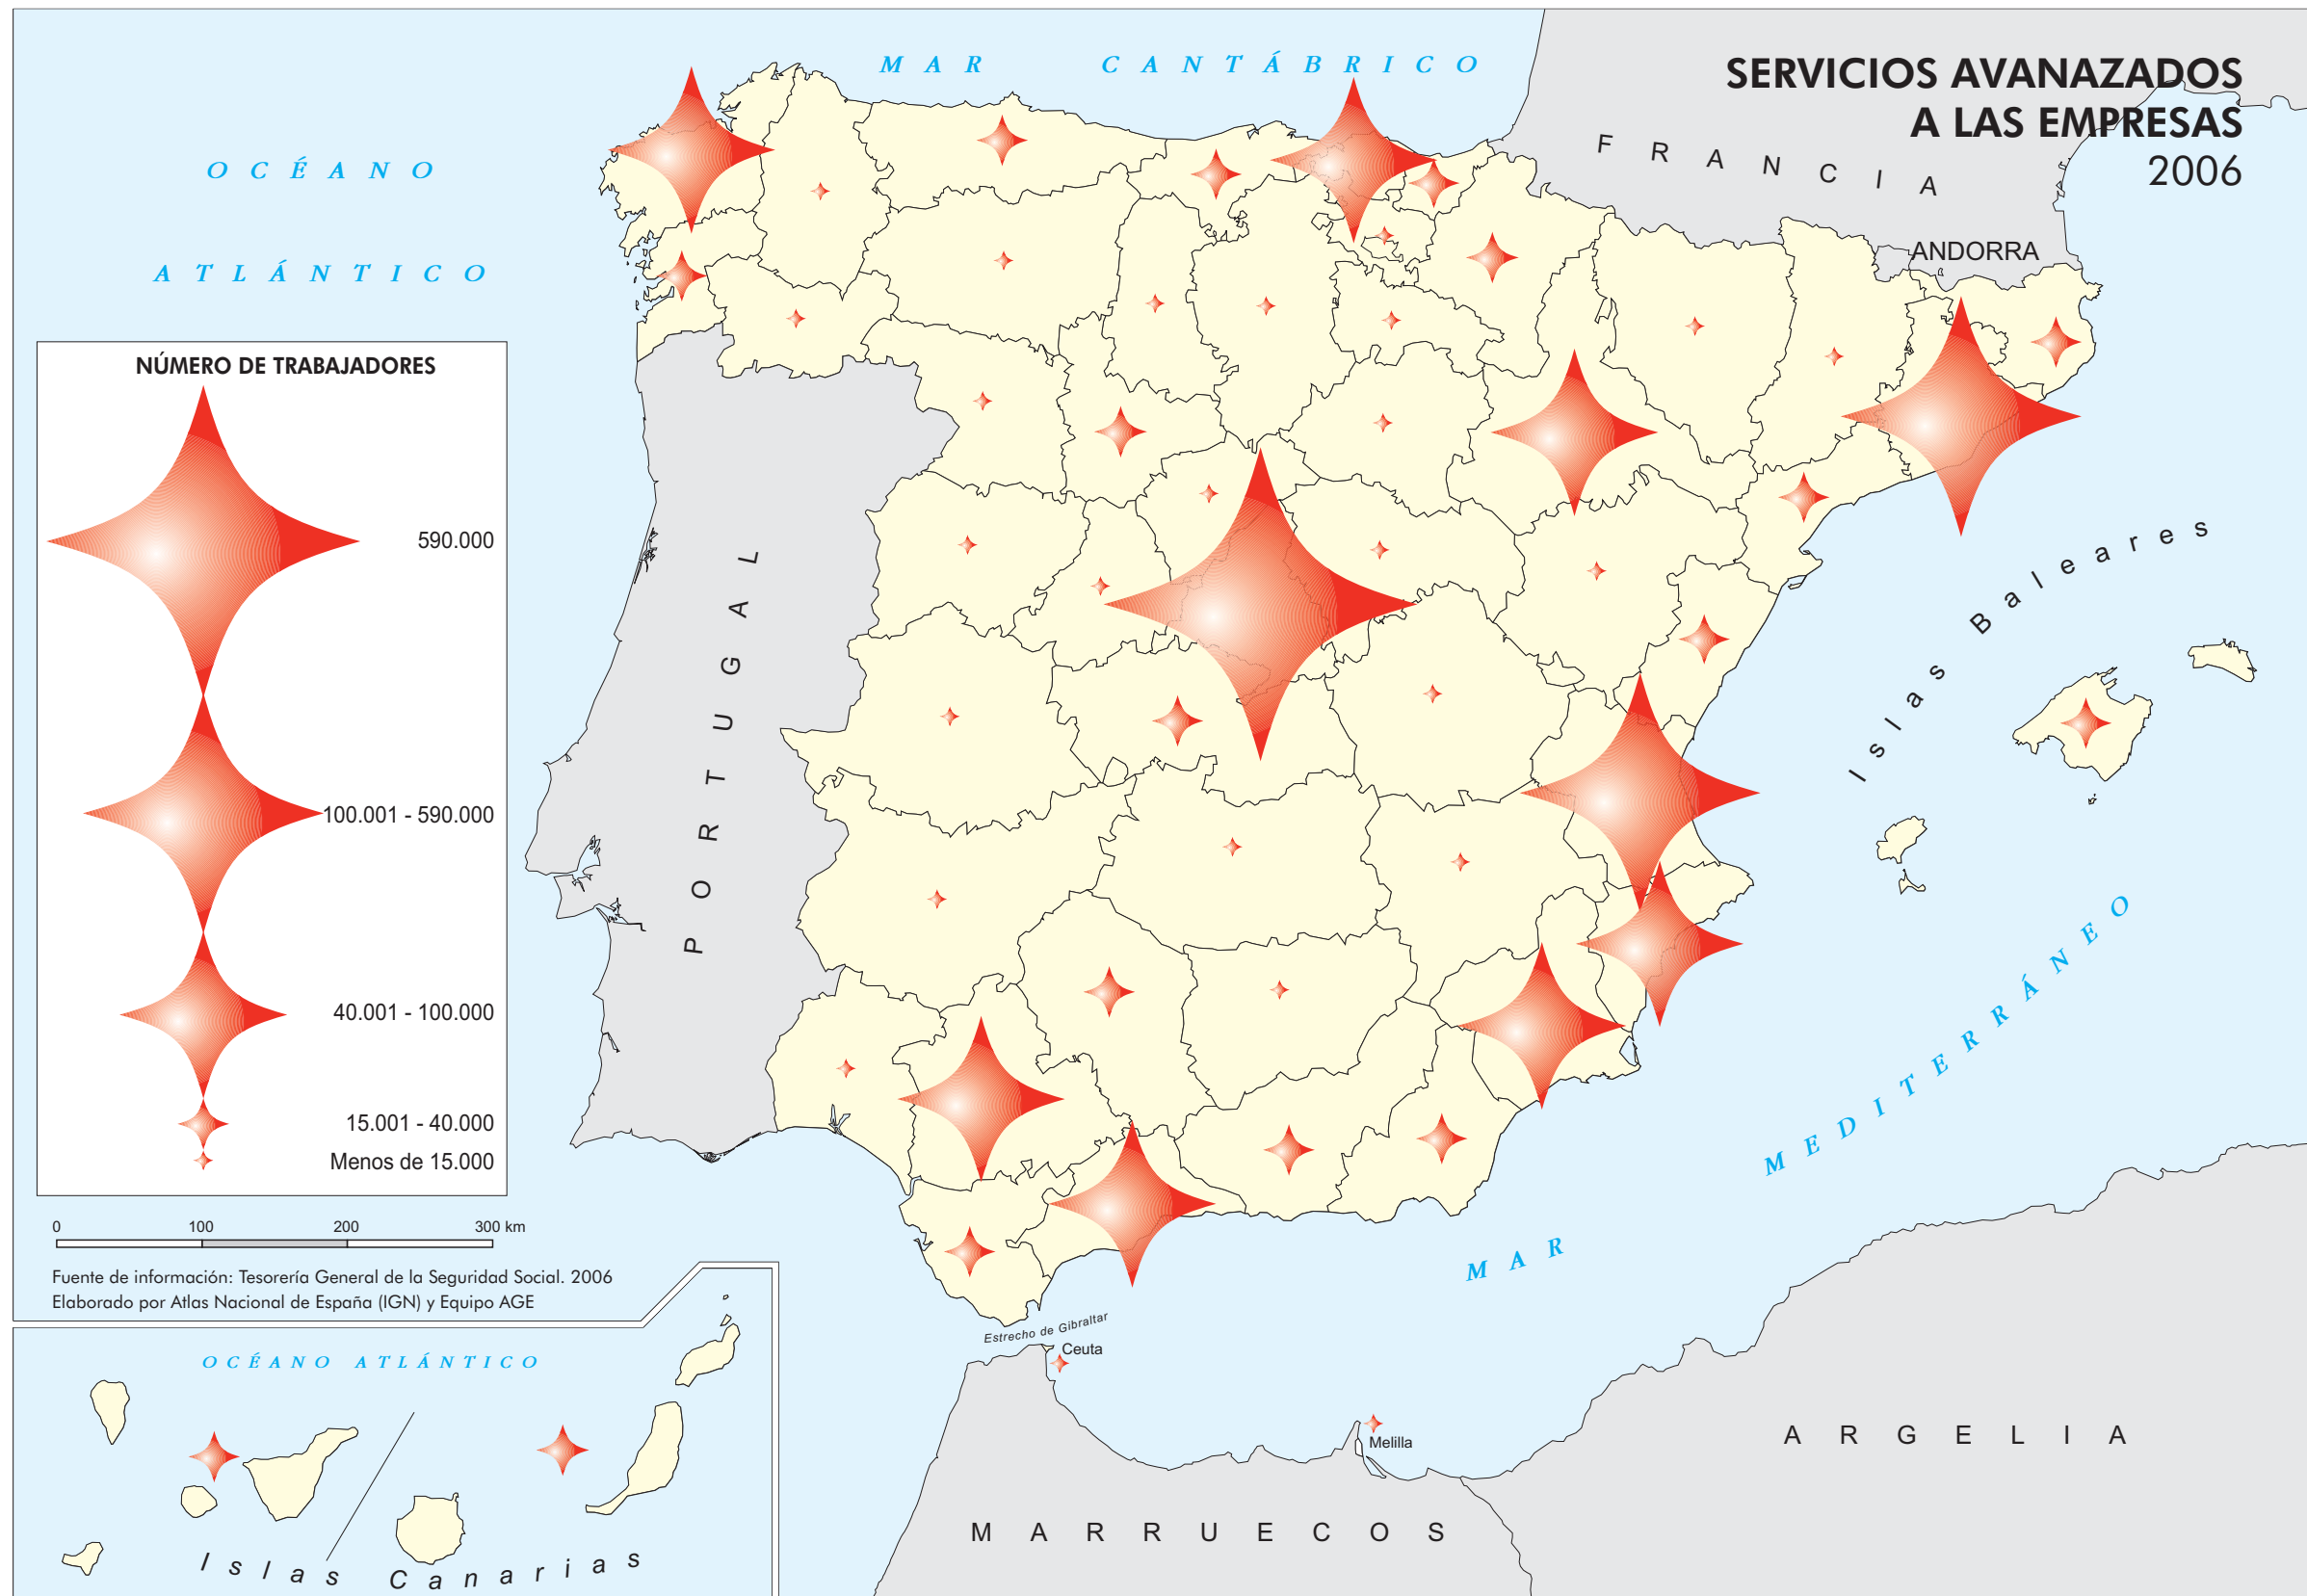 MAR CANTÁBRICO
SERVICIOS AVANAZADOS
A LAS EMPRESAS
2006
FRANCIA
OCÉANO
ATLÁNTICO
ANDORRA
NÚMERO DE TRABAJADORES
590.000
100.001 - 590.000
40.001 - 100.000
15.001 - 40.000
Menos de 15.000
PORTUGAL
Islas Baleares
MAR MEDITERRÁNEO
0 100 200 300 km
Fuente de información: Tesorería General de la Seguridad Social. 2006
Elaborado por Atlas Nacional de España (IGN) y Equipo AGE
Estrecho de Gibraltar
Ceuta
Melilla
OCÉANO ATLÁNTICO
Islas Canarias
MARRUECOS
ARGELIA